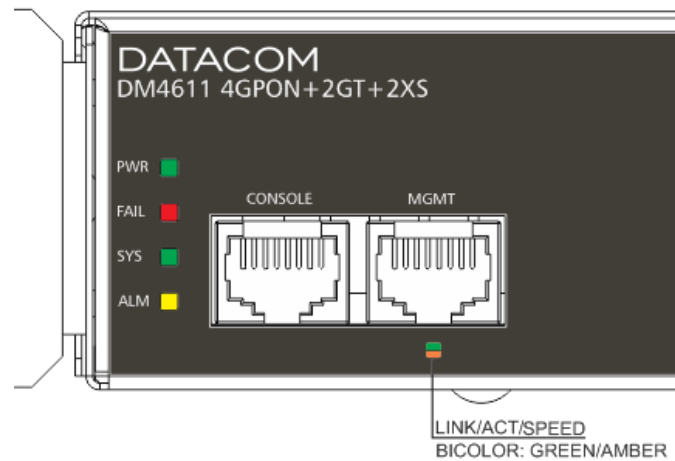 DATACOM
DM4611 4GPON+2GT+2XS
PWR
FAIL
SYS
ALM
CONSOLE
MGMT
LINK/ACT/SPEED
BICOLOR: GREEN/AMBER